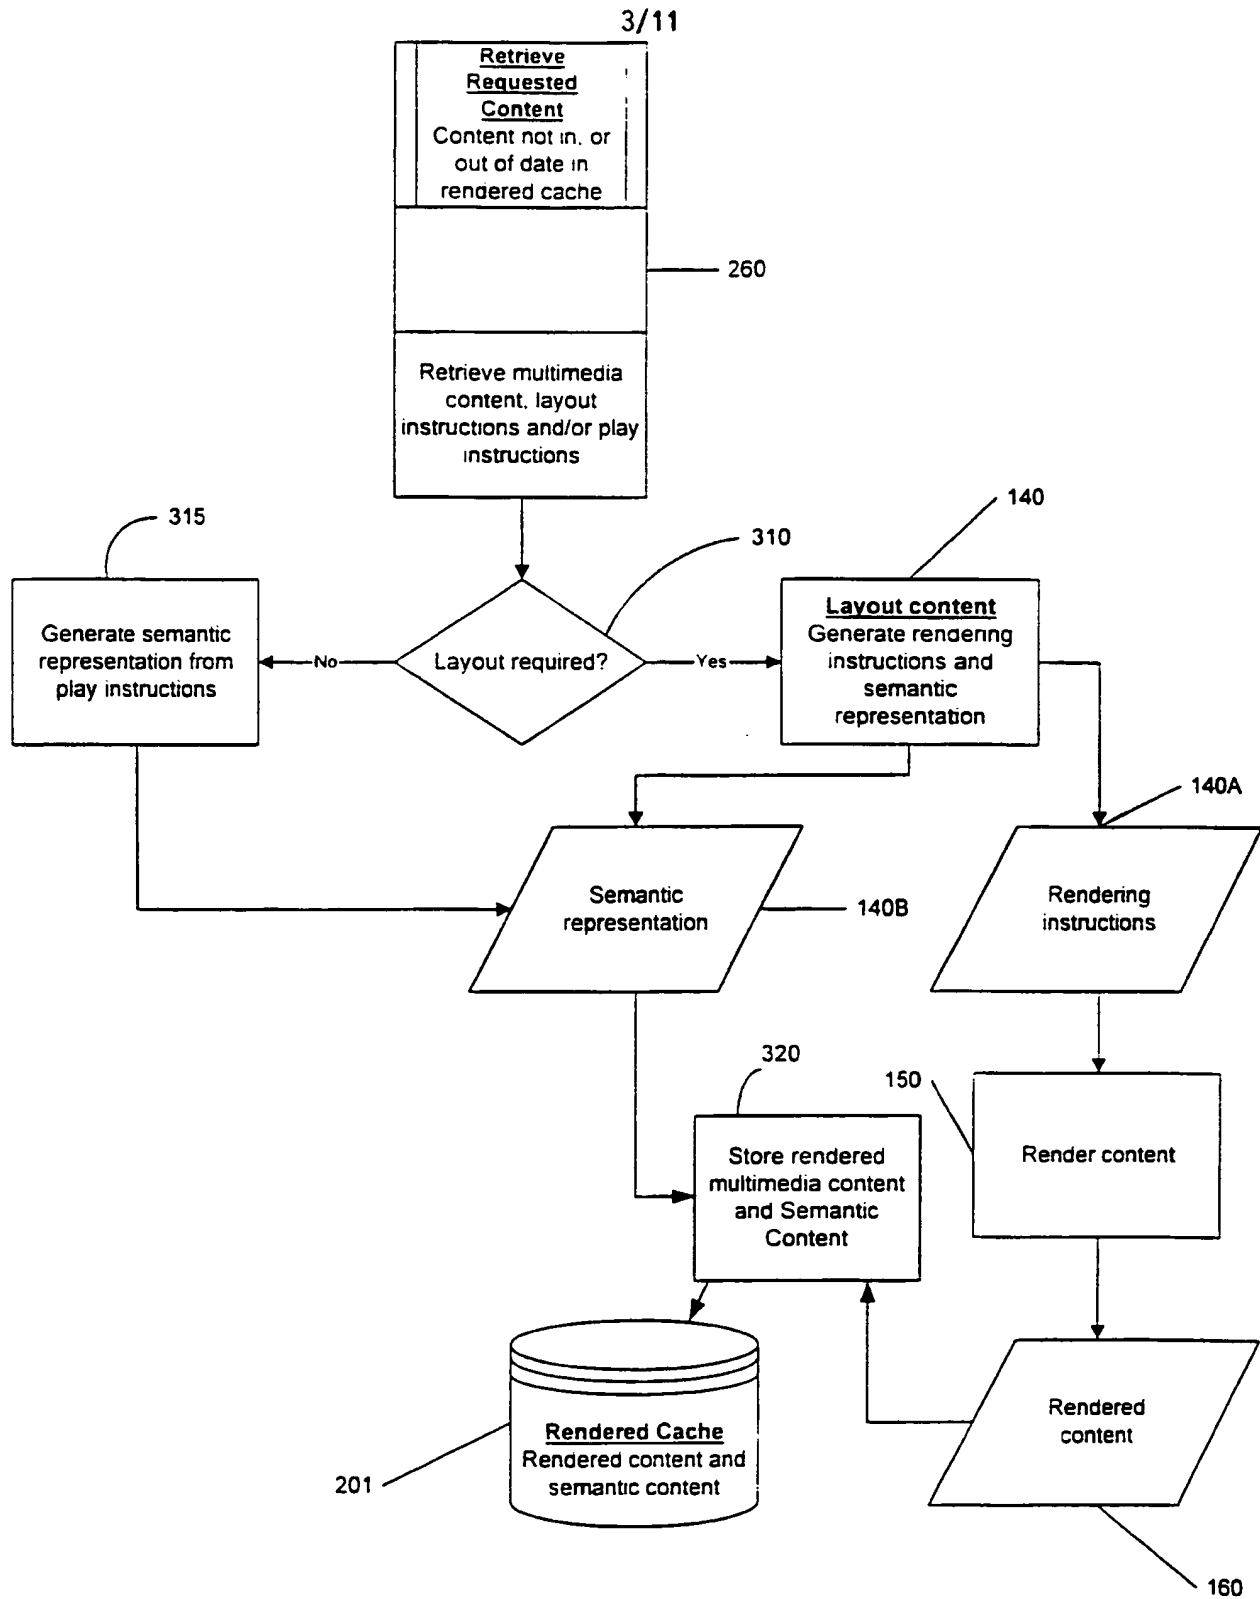 3/11
Retrieve
Requested
Content
Content not in, or
out of date in
rendered cache
260
Retrieve multimedia
content, layout
instructions and/or play
instructions
315
310
140
Generate semantic
representation from
play instructions
No
Layout required?
Yes
Layout content
Generate rendering
instructions and
semantic
representation
140A
Semantic
representation
140B
Rendering
instructions
320
150
Store rendered
multimedia content
and Semantic
Content
Render content
Rendered Cache
Rendered content and
semantic content
201
Rendered
content
160